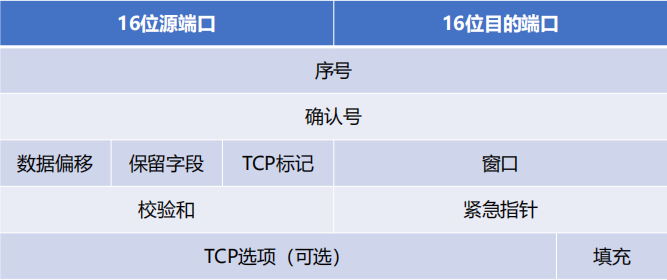 16位源端口 16位目的端口
序号
确认号
数据偏移 保留字段 TCP标记 窗口
校验和 紧急指针
TCP选项（可选） 填充